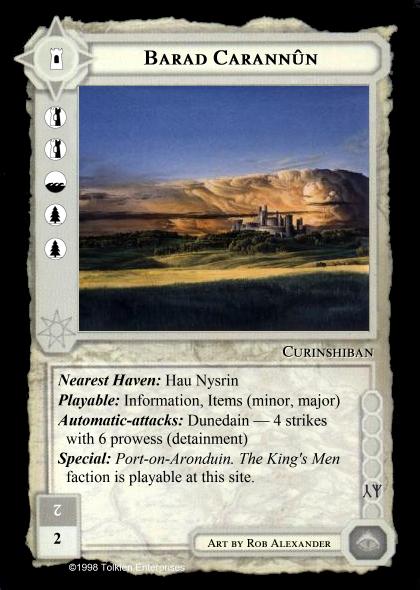 BARAD CARANNÛN
CURINSHIBAN
Nearest Haven: Hau Nysrin
Playable: Information, Items (minor, major)
Automatic-attacks: Dunedain — 4 strikes
with 6 prowess (detainment)
Special: Port-on-Aronduin. The King's Men
faction is playable at this site.
2
2
ART BY ROB ALEXANDER
©1998 Tolkien Enterprises